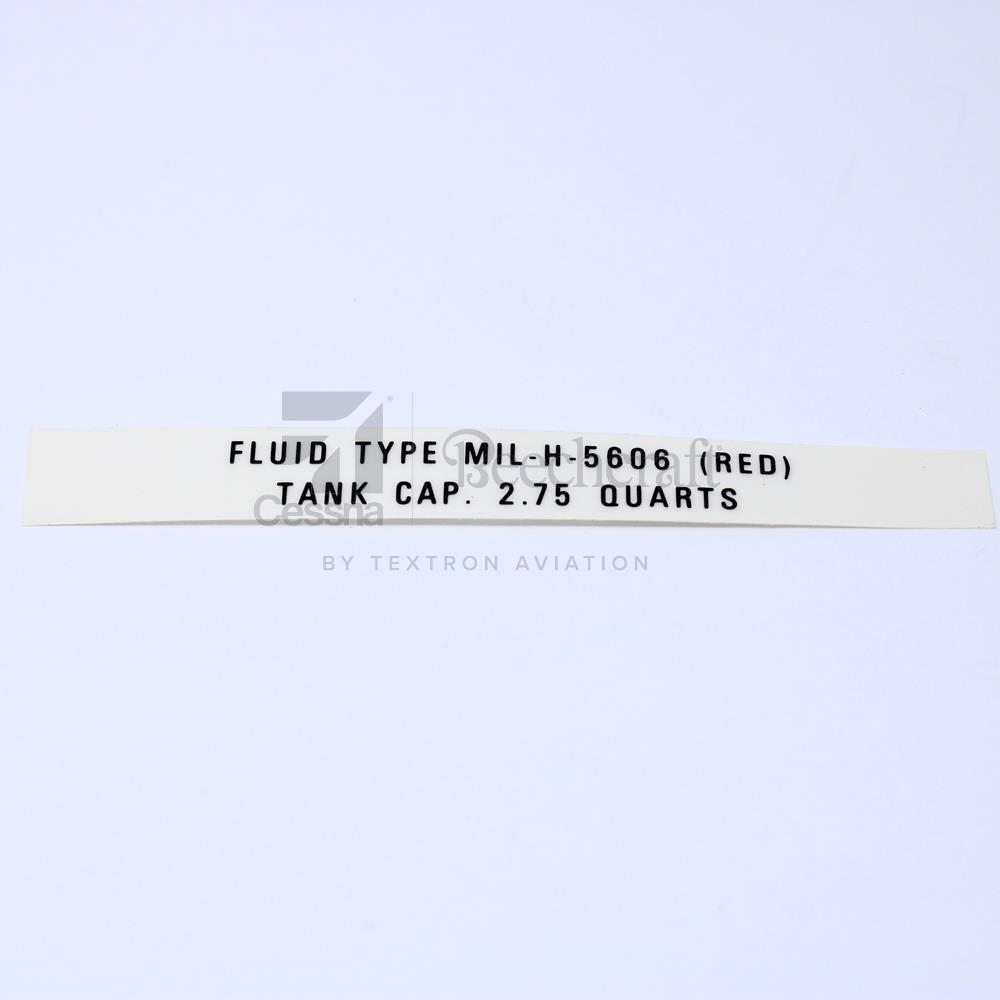 FLUID TYPE MIL-H-5606 (RED)
TANK CAP. 2.75 QUARTS
Cessna
Beechcraft
BY TEXTRON AVIATION